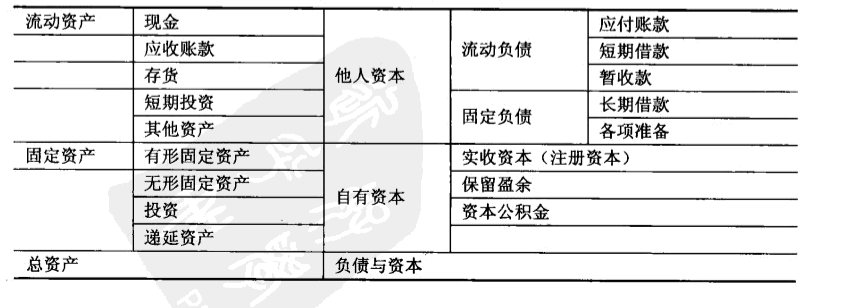 流动资产 现金 他人资本 流动负债 应付账款
应收账款 短期借款
存货 暂收款
短期投资 固定负债 长期借款
其他资产 各项准备
固定资产 有形固定资产 自有资本 实收资本（注册资本）
无形固定资产 保留盈余
投资 资本公积金
递延资产
总资产 负债与资本